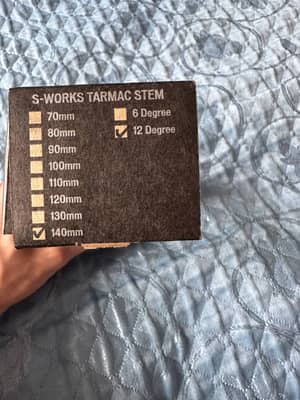 S-WORKS TARMAC STEM
70mm
80mm
90mm
100mm
110mm
120mm
130mm
140mm
6 Degree
12 Degree